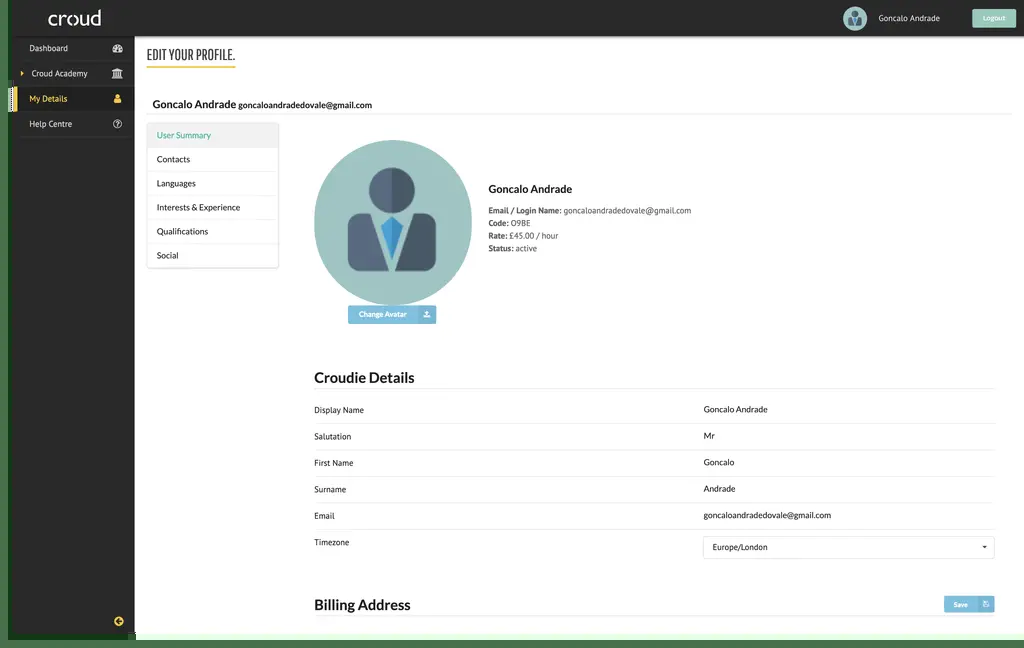 croud
Goncalo Andrade
Logout
Dashboard
Croud Academy
My Details
Help Centre
EDIT YOUR PROFILE.
Goncalo Andrade goncaloandradedovale@gmail.com
User Summary
Contacts
Languages
Interests & Experience
Qualifications
Social
Goncalo Andrade
Email / Login Name: goncaloandradedovale@gmail.com
Code: O9BE
Rate: £45.00 / hour
Status: active
Change Avatar
Croudie Details
Display Name Goncalo Andrade
Salutation Mr
First Name Goncalo
Surname Andrade
Email goncaloandradedovale@gmail.com
Timezone Europe/London
Billing Address
Save